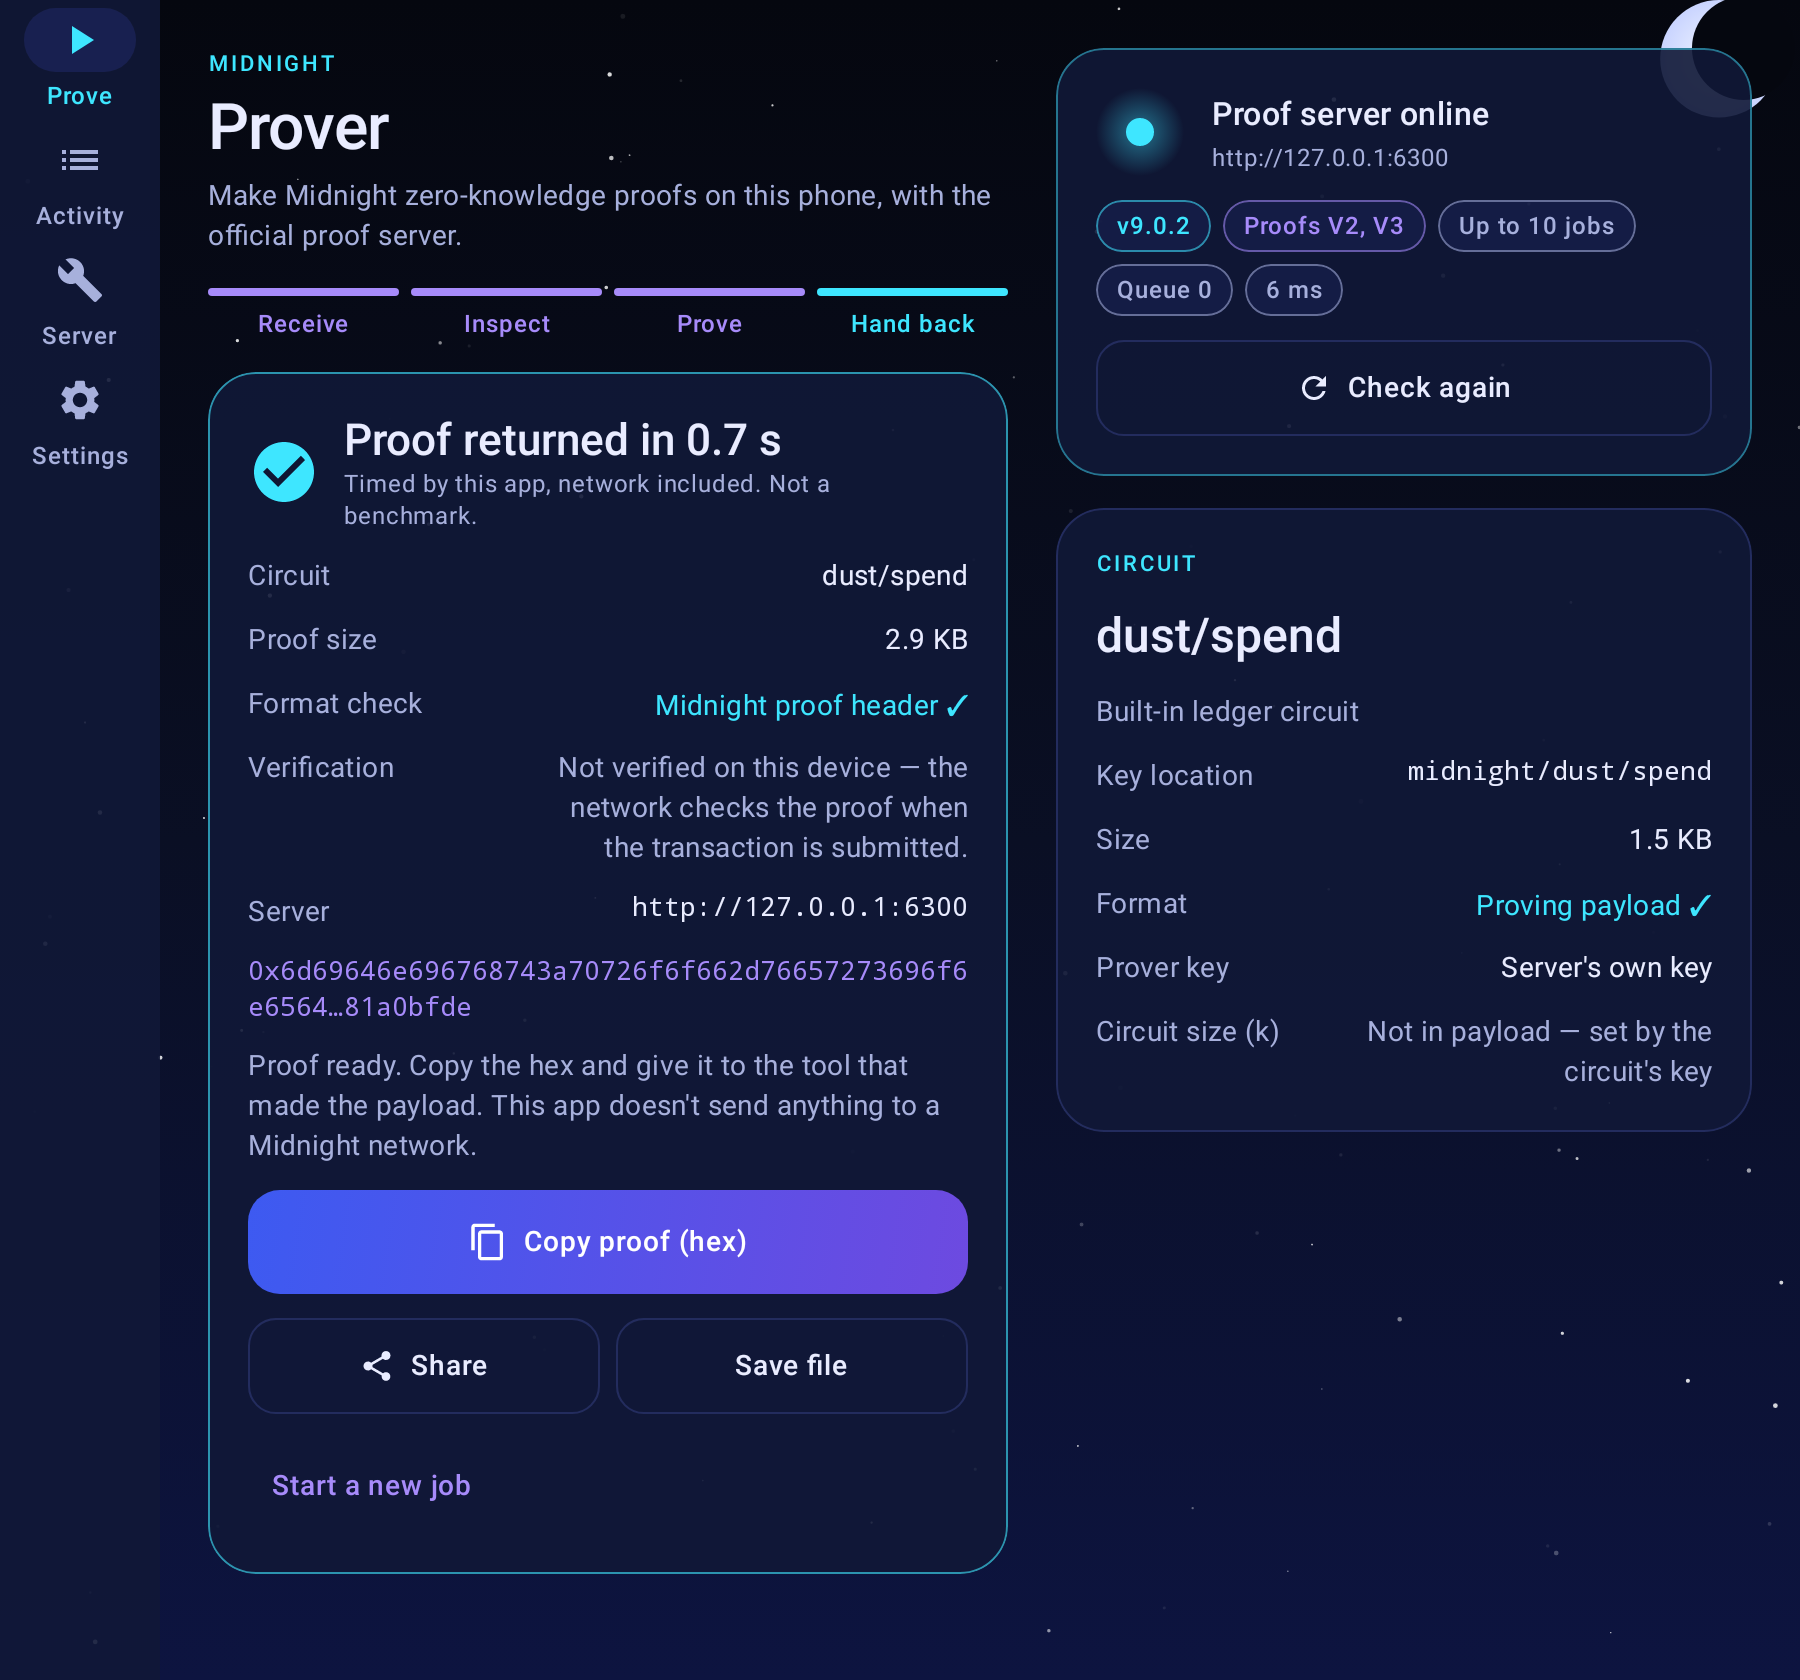 Prove
Activity
Server
Settings
MIDNIGHT
Prover
Make Midnight zero-knowledge proofs on this phone, with the
official proof server.
Receive
Inspect
Prove
Hand back
Proof returned in 0.7 s
Timed by this app, network included. Not a
benchmark.
Circuit dust/spend
Proof size 2.9 KB
Format check Midnight proof header ✓
Verification Not verified on this device — the
network checks the proof when
the transaction is submitted.
Server http://127.0.0.1:6300
0x6d69646e696768743a70726f6f662d76657273696f6
e6564…81a0bfde
Proof ready. Copy the hex and give it to the tool that
made the payload. This app doesn't send anything to a
Midnight network.
Copy proof (hex)
Share
Save file
Start a new job
Proof server online
http://127.0.0.1:6300
v9.0.2
Proofs V2, V3
Up to 10 jobs
Queue 0
6 ms
Check again
CIRCUIT
dust/spend
Built-in ledger circuit
Key location midnight/dust/spend
Size 1.5 KB
Format Proving payload ✓
Prover key Server's own key
Circuit size (k) Not in payload — set by the
circuit's key